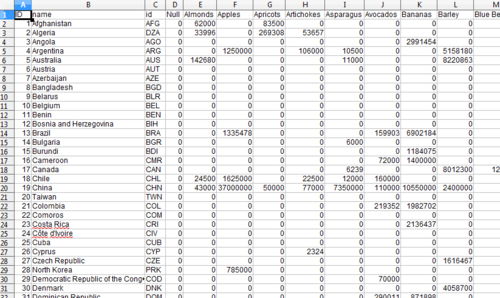 A B C D E F G H I J K L M
1 ID name id Null Almonds Apples Apricots Artichokes Asparagus Avocados Bananas Barley Blue Ber
2 1 Afghanistan AFG 0 62000 0 83500 0 0 0 0 0
3 2 Algeria DZA 0 33996 0 269308 53657 0 0 0 0
4 3 Angola AGO 0 0 0 0 0 0 0 2991454 0
5 4 Argentina ARG 0 0 1250000 0 106000 10500 0 0 5158180
6 5 Australia AUS 0 142680 0 0 0 11000 0 0 8220863
7 6 Austria AUT 0 0 0 0 0 0 0 0 0
8 7 Azerbaijan AZE 0 0 0 0 0 0 0 0 0
9 8 Bangladesh BGD 0 0 0 0 0 0 0 0 0
10 9 Belarus BLR 0 0 0 0 0 0 0 0 0
11 10 Belgium BEL 0 0 0 0 0 0 0 0 0
12 11 Benin BEN 0 0 0 0 0 0 0 0 0
13 12 Bosnia and Herzegovina BIH 0 0 0 0 0 0 0 0 0
14 13 Brazil BRA 0 0 1335478 0 0 0 159903 6902184 0
15 14 Bulgaria BGR 0 0 0 0 0 6000 0 0 0
16 15 Burundi BDI 0 0 0 0 0 0 0 1184075 0
17 16 Cameroon CMR 0 0 0 0 0 0 72000 1400000 0
18 17 Canada CAN 0 0 0 0 0 6239 0 0 8012300 12
19 18 Chile CHL 0 24500 1625000 0 22500 12000 160000 0 0
20 19 China CHN 0 43000 37000000 50000 77000 7350000 110000 10550000 2400000
21 20 Taiwan TWN 0 0 0 0 0 0 0 0 0
22 21 Colombia COL 0 0 0 0 0 0 219352 1982702 0
23 22 Comoros COM 0 0 0 0 0 0 0 0 0
24 23 Costa Rica CRI 0 0 0 0 0 0 0 2136437 0
25 24 Côte d'Ivoire CIV 0 0 0 0 0 0 0 0 0
26 25 Cuba CUB 0 0 0 0 0 0 0 0 0
27 26 Cyprus CYP 0 0 0 0 2324 0 0 0 0
28 27 Czech Republic CZE 0 0 0 0 0 0 0 0 1616467
29 28 North Korea PRK 0 0 785000 0 0 0 0 0 0
30 29 Democratic Republic of the Cong COD 0 0 0 0 0 0 70000 0 0
31 30 Denmark DNK 0 0 0 0 0 0 0 0 4058700
31 Dominican Republic DOM 0 0 0 0 0 0 290011 871898 0